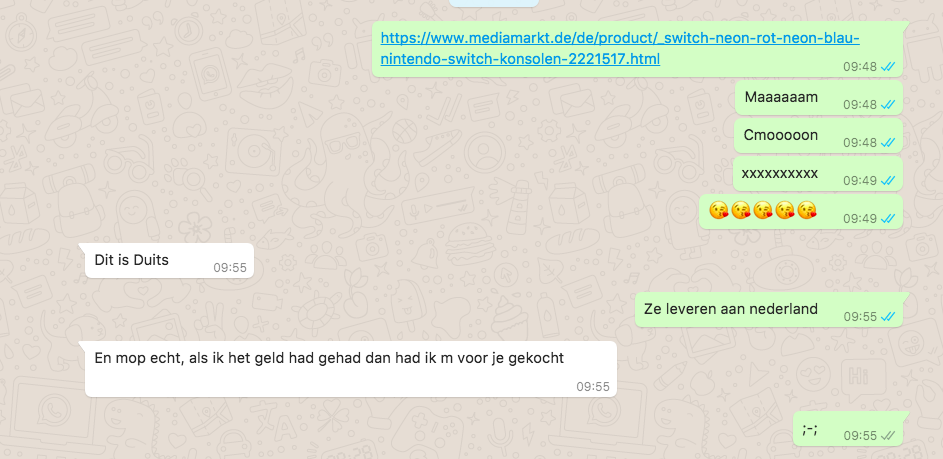 https://www.mediamarkt.de/de/product/_switch-neon-rot-neon-blau-
nintendo-switch-konsolen-2221517.html
09:48
Maaaaaam
09:48
Cmooooon
09:48
xxxxxxxxxx
09:49
😘😘😘😘😘
09:49
Dit is Duits
09:55
Ze leveren aan nederland
09:55
En mop echt, als ik het geld had gehad dan had ik m voor je gekocht
09:55
;-;
09:55